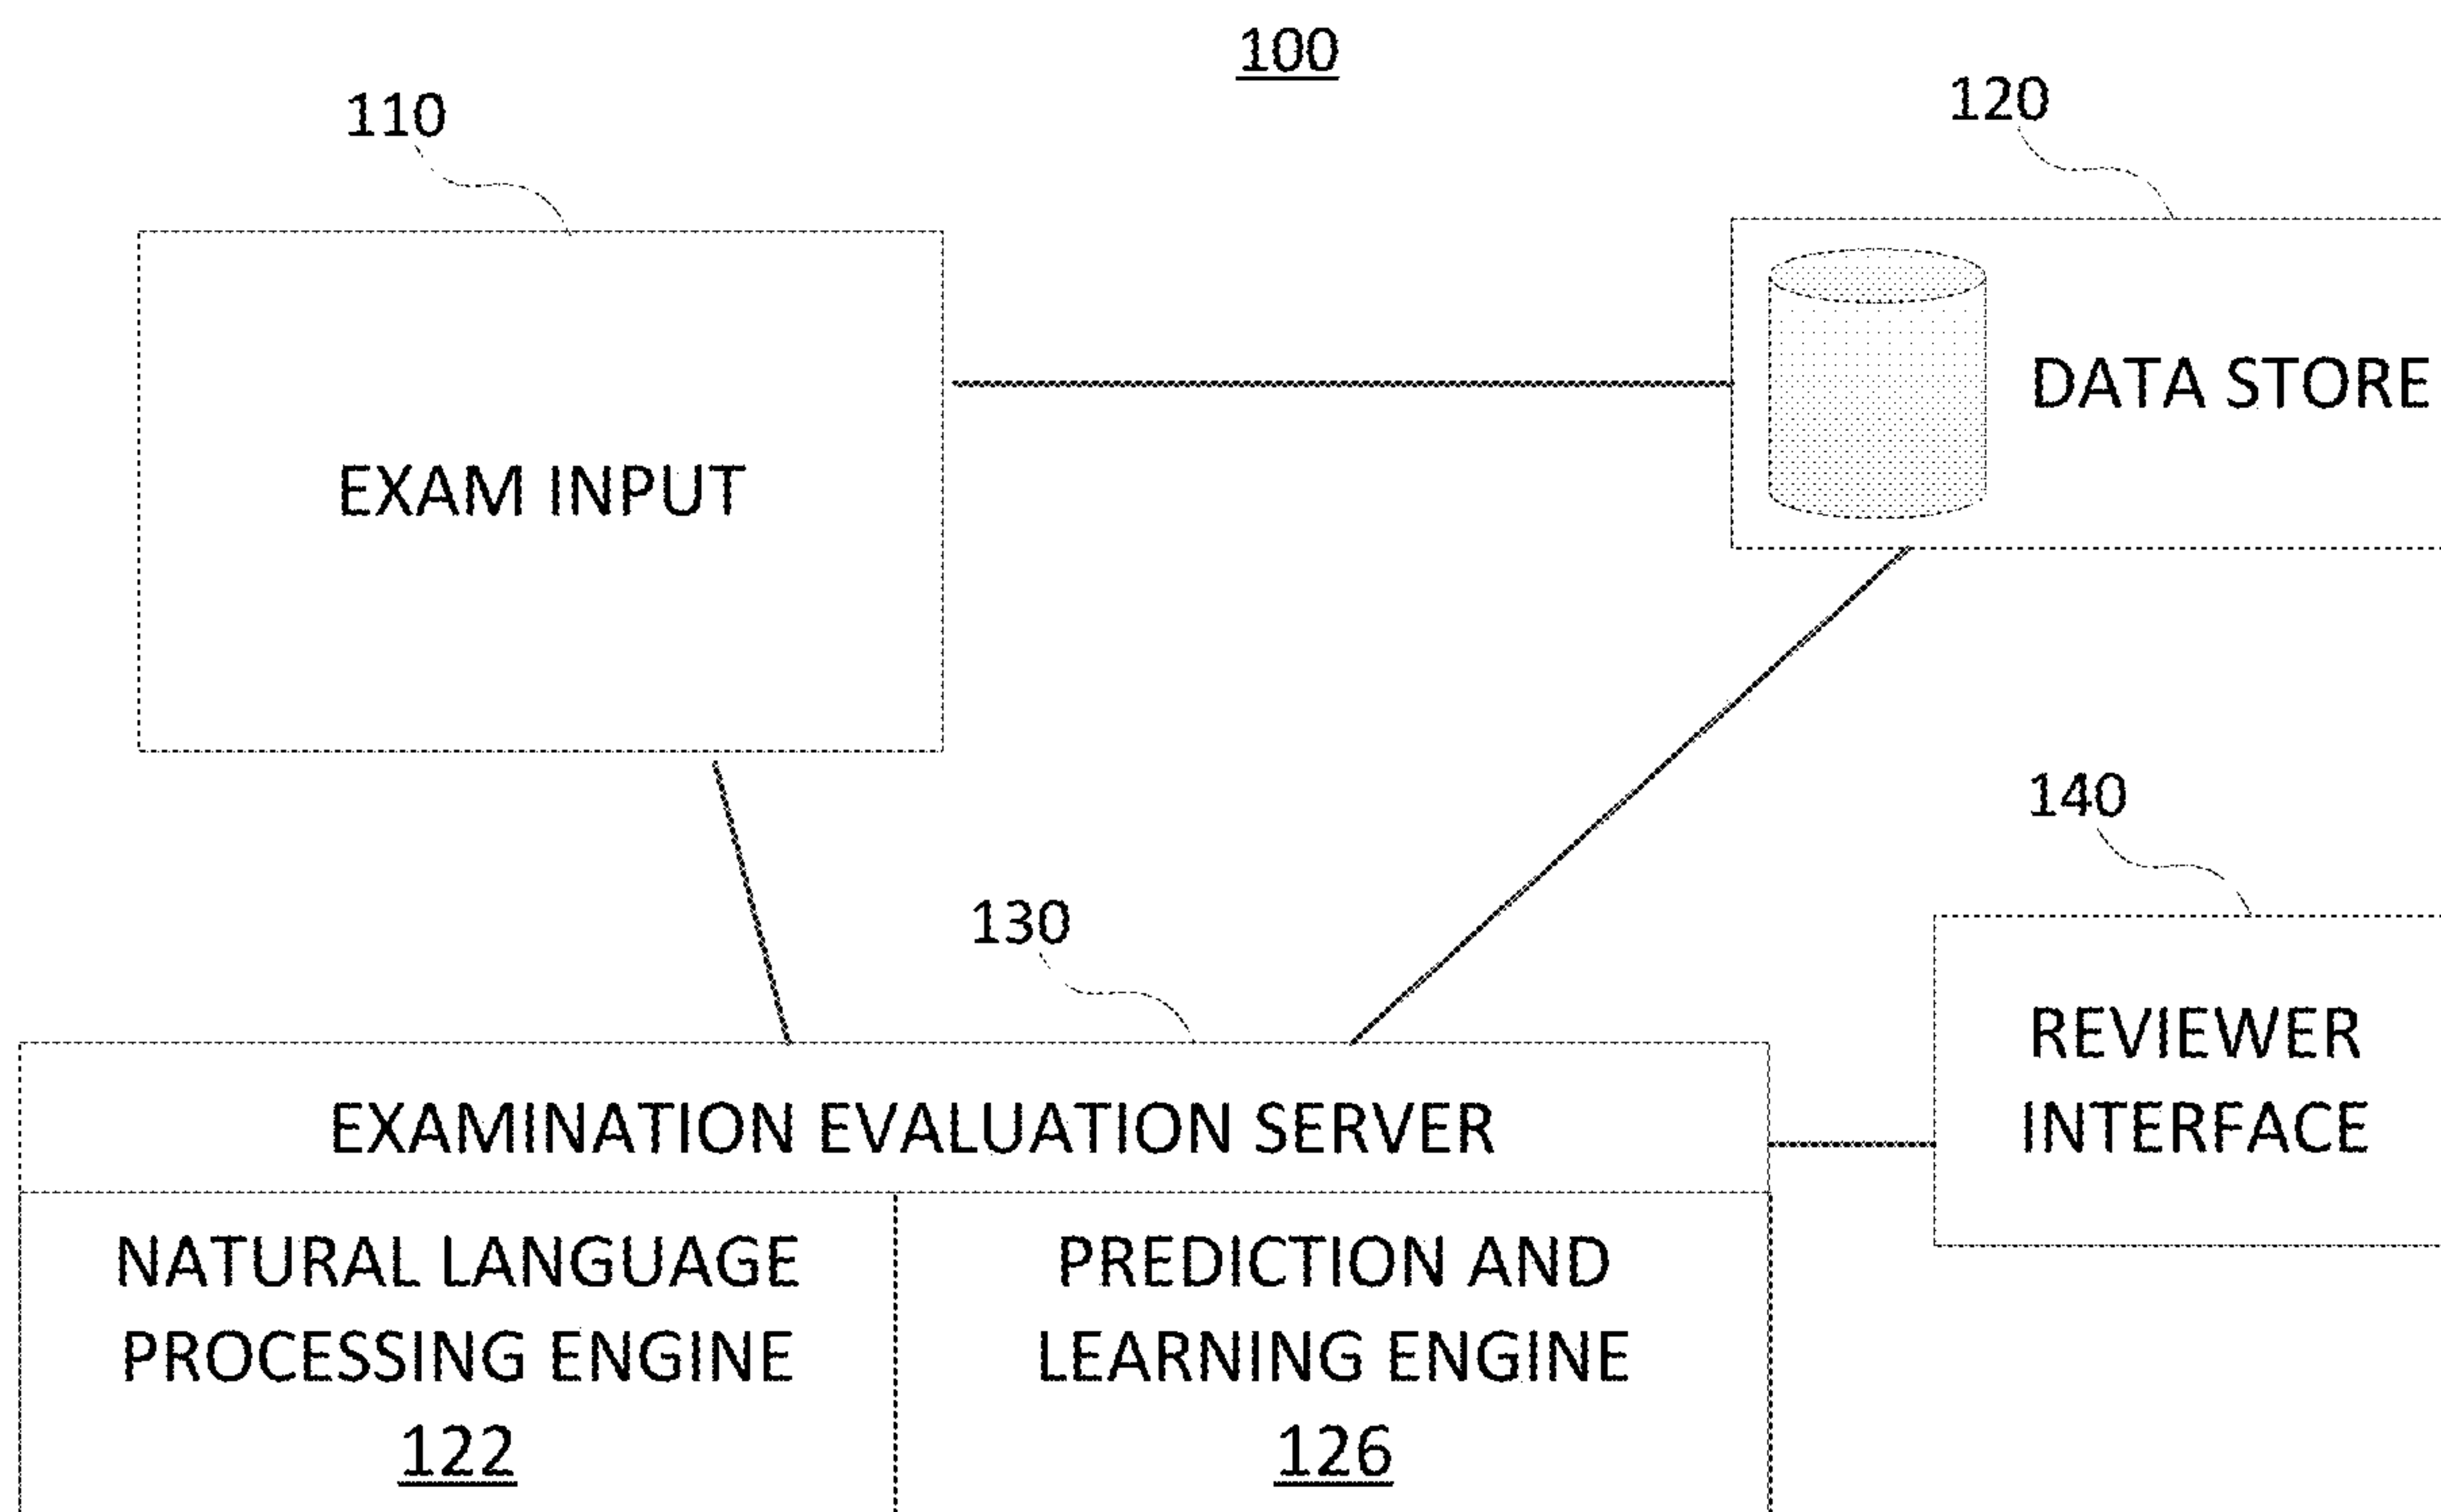 100
110
120
EXAM INPUT
DATA STORE
140
130
REVIEWER
INTERFACE
EXAMINATION EVALUATION SERVER
NATURAL LANGUAGE
PROCESSING ENGINE
122
PREDICTION AND
LEARNING ENGINE
126